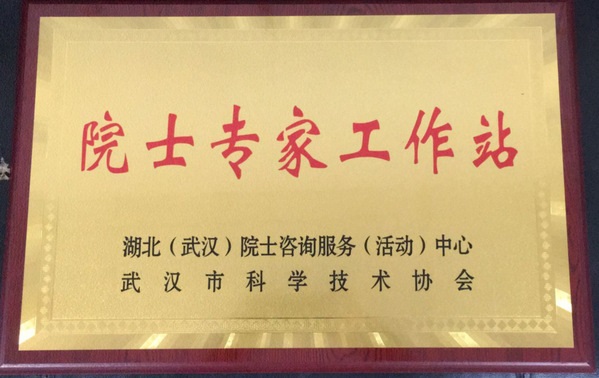 院士专家工作站
湖北（武汉）院士咨询服务（活动）中心
武汉市科学技术协会